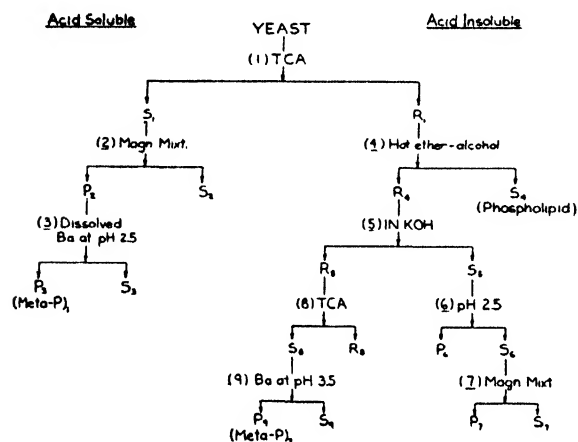 Acid Soluble
YEAST
Acid Insoluble
(1) TCA
S₁
R₁
(2) Magn Mixt.
(4) Hot ether-alcohol
P₂
S₂
R₄
S₄
(Phospholipid)
(3) Dissolved
Ba at pH 2.5
(5) IN KOH
P₃
S₃
(Meta-P)₁
R₅
S₅
(8) TCA
(6) pH 2.5
S₈
R₈
P₆
S₆
(9) Ba at pH 3.5
(7) Magn Mixt
P₉
S₉
(Meta-P)₂
P₇
S₇